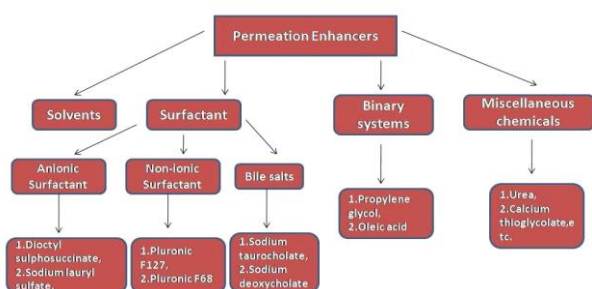 Permeation Enhancers
Solvents
Surfactant
Binary
systems
Miscellaneous
chemicals
Anionic
Surfactant
Non-ionic
Surfactant
Bile salts
1.Propylene
glycol,
2.Oleic acid
1.Urea,
2.Calcium
thioglycolate,e
tc.
1.Dioctyl
sulphosuccinate,
2.Sodium lauryl
sulfate,
1.Pluronic
F127,
2.Pluronic F68
1.Sodium
taurocholate,
2.Sodium
deoxycholate